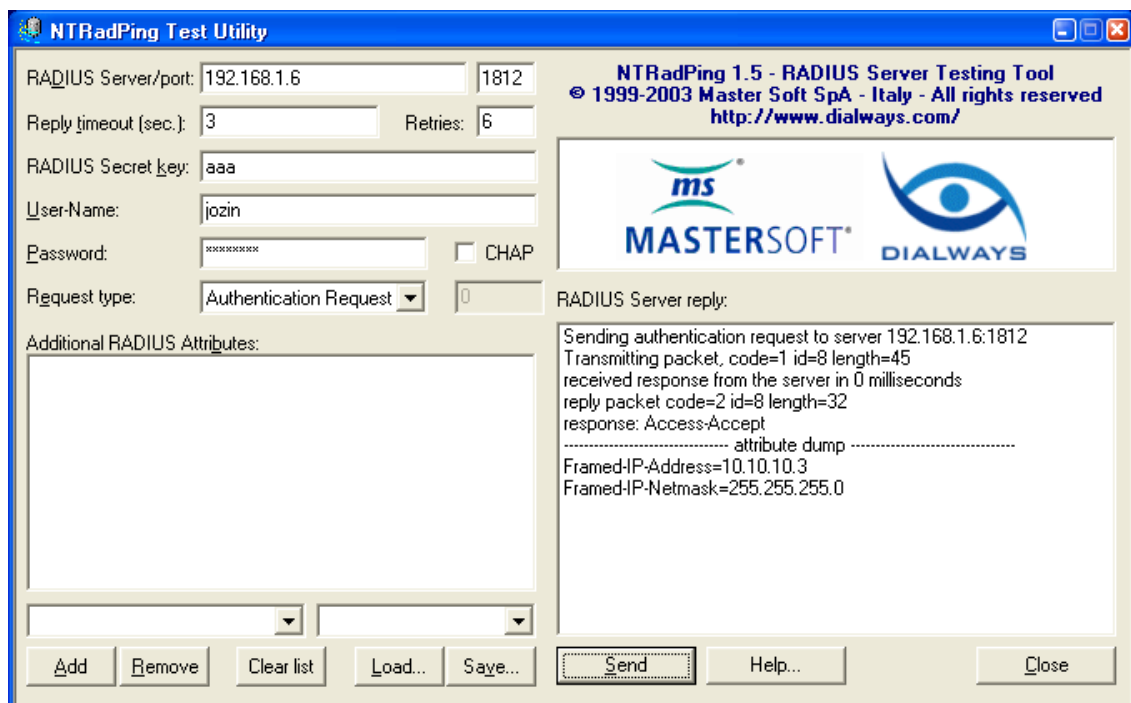 NTRadPing Test Utility
RADIUS Server/port: 192.168.1.6 1812
Reply timeout (sec.): 3 Retries: 6
RADIUS Secret key: aaa
User-Name: jozin
Password: xxxxxxxx CHAP
Request type: Authentication Request 0
Additional RADIUS Attributes:
Add Remove Clear list Load... Save...
NTRadPing 1.5 - RADIUS Server Testing Tool
© 1999-2003 Master Soft SpA - Italy - All rights reserved
http://www.dialways.com/
ms
MASTERSOFT® DIALWAYS
RADIUS Server reply:
Sending authentication request to server 192.168.1.6:1812
Transmitting packet, code=1 id=8 length=45
received response from the server in 0 milliseconds
reply packet code=2 id=8 length=32
response: Access-Accept
-------------------------------- attribute dump --------------------------------
Framed-IP-Address=10.10.10.3
Framed-IP-Netmask=255.255.255.0
Send Help... Close